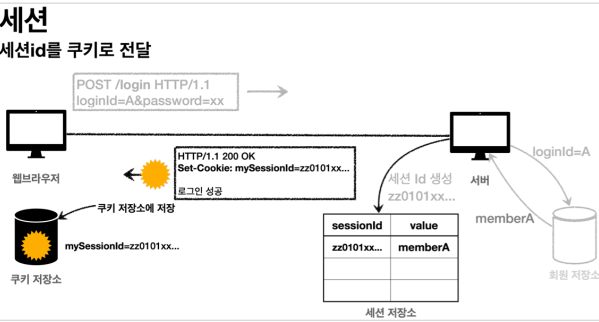 세션
세션id를 쿠키로 전달
POST /login HTTP/1.1
loginId=A&password=xx
HTTP/1.1 200 OK
Set-Cookie: mySessionId=zz0101xx...
로그인 성공
웹브라우저
서버
loginId=A
세션 Id 생성
zz0101xx...
쿠키 저장소에 저장
memberA
sessionId value
zz0101xx... memberA
mySessionId=zz0101xx...
쿠키 저장소
회원 저장소
세션 저장소